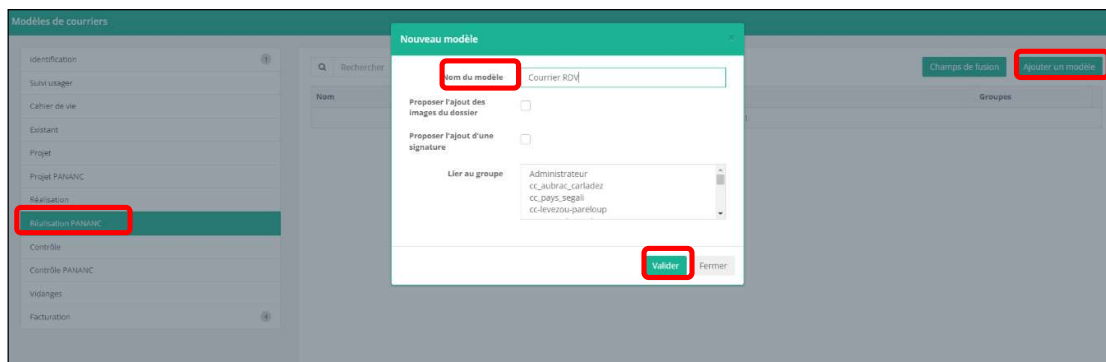 Modèles de courriers
Identification 1
Suivi usager
Cahier de vie
Existant
Projet
Projet PANANC
Réalisation
Réalisation PANANC
Contrôle
Contrôle PANANC
Vidanges
Facturation 4
Rechercher
Champs de fusion
Ajouter un modèle
Nom
Groupes
Nouveau modèle ×
Nom du modèle Courrier RDV
Proposer l'ajout des
images du dossier
Proposer l'ajout d'une
signature
Lier au groupe
Administrateur
cc_aubrac_carladez
cc_pays_segali
cc-levezou-pareloup
Valider
Fermer